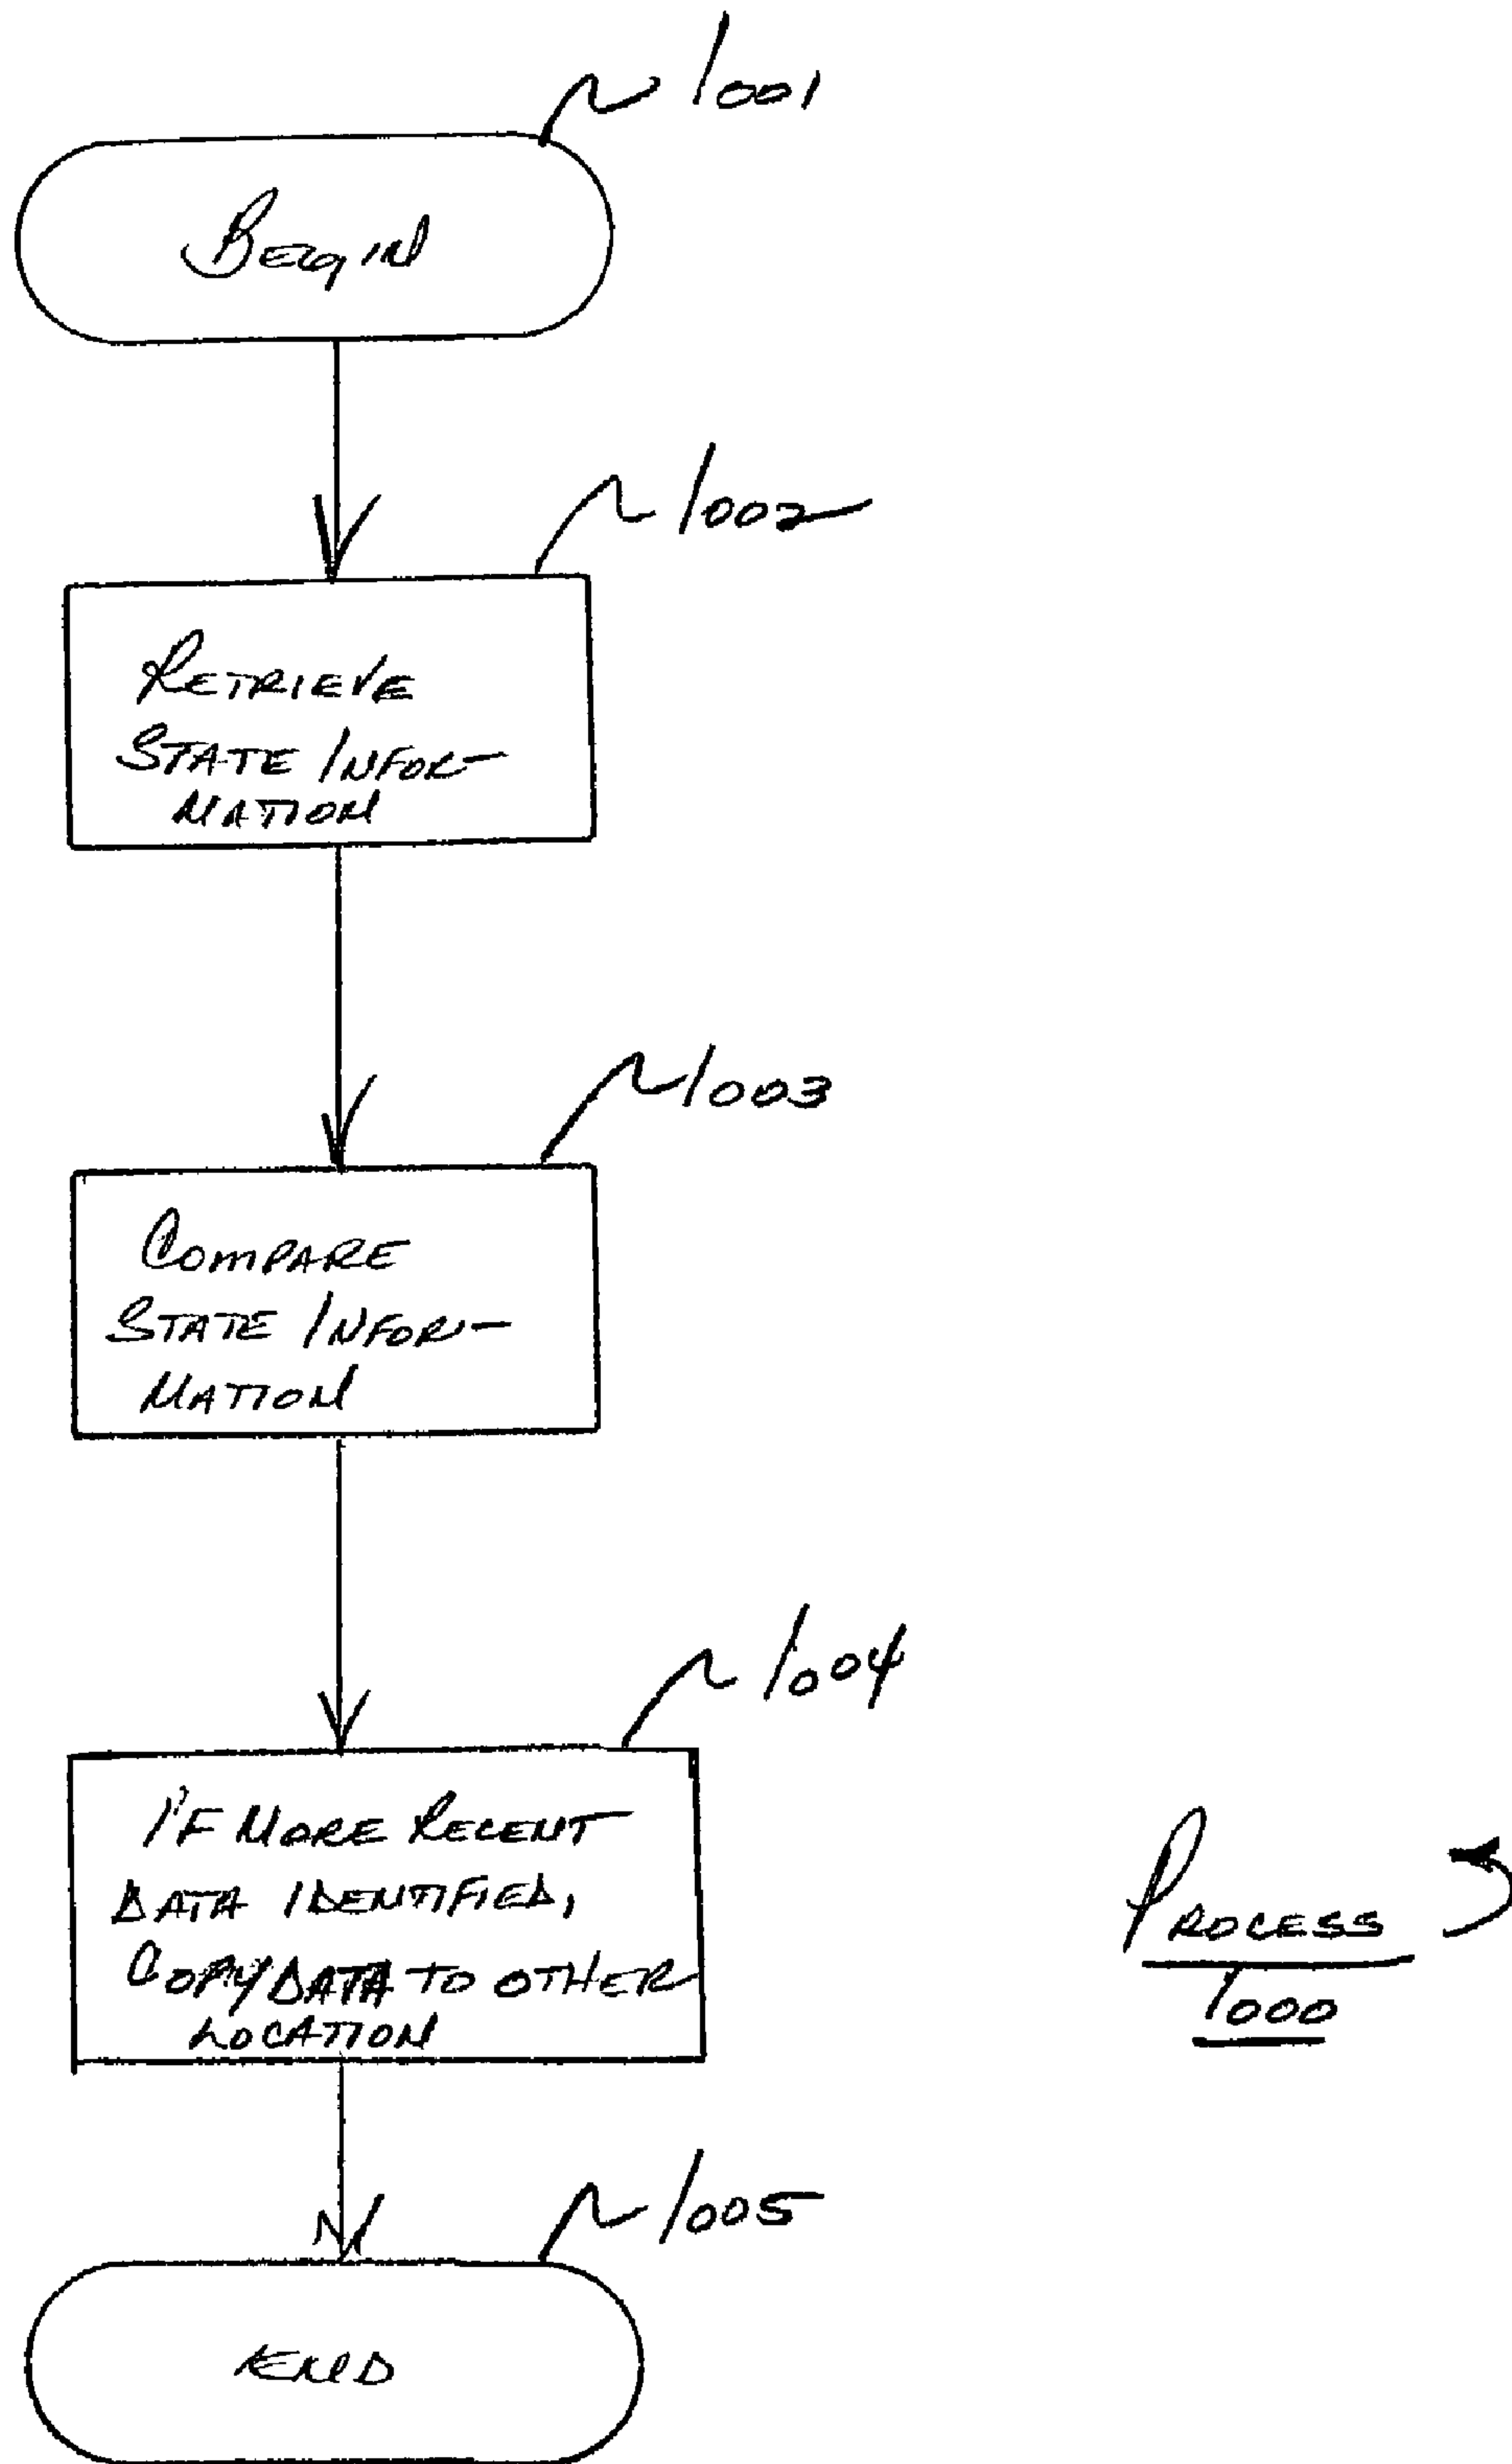 1001
BEGIN
1002
RETRIEVE
STATE INFOR-
MATION
1003
COMPARE
STATE INFOR-
MATION
1004
IF MORE RECENT
DATA IDENTIFIED,
COPY DATA TO OTHER
LOCATION
PROCESS
1000
1005
END